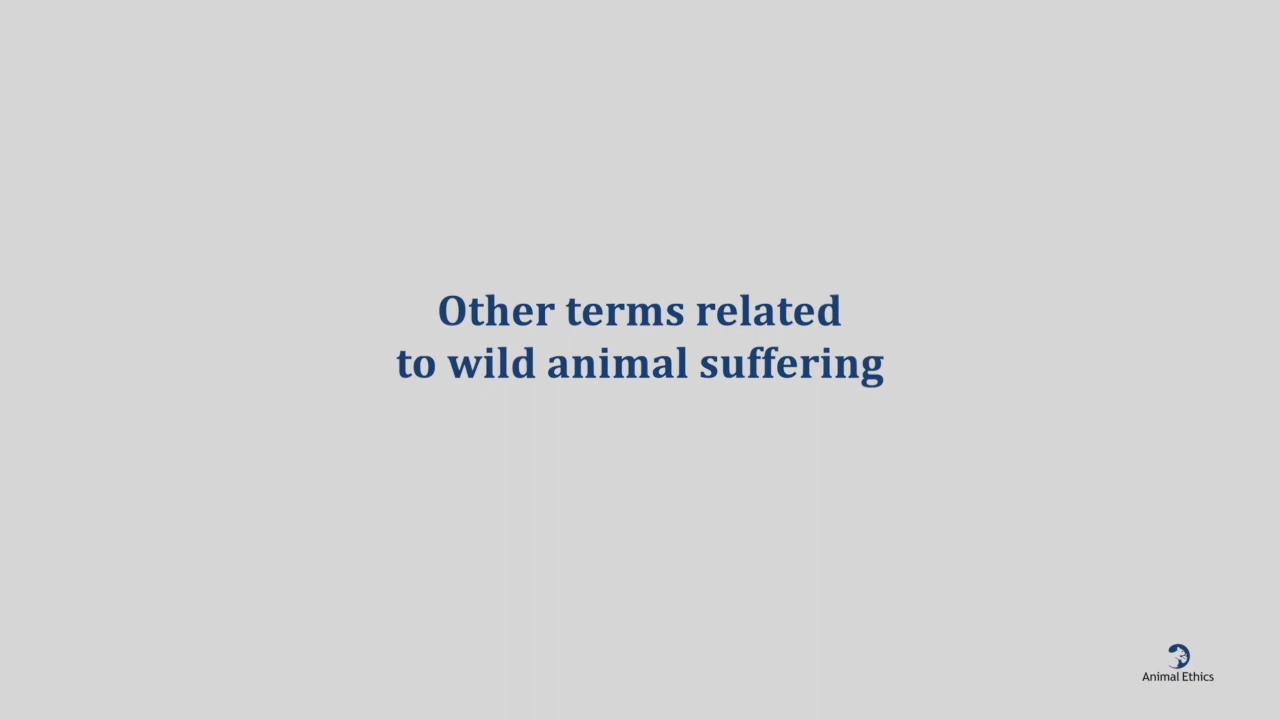 Other terms related
to wild animal suffering
Animal Ethics